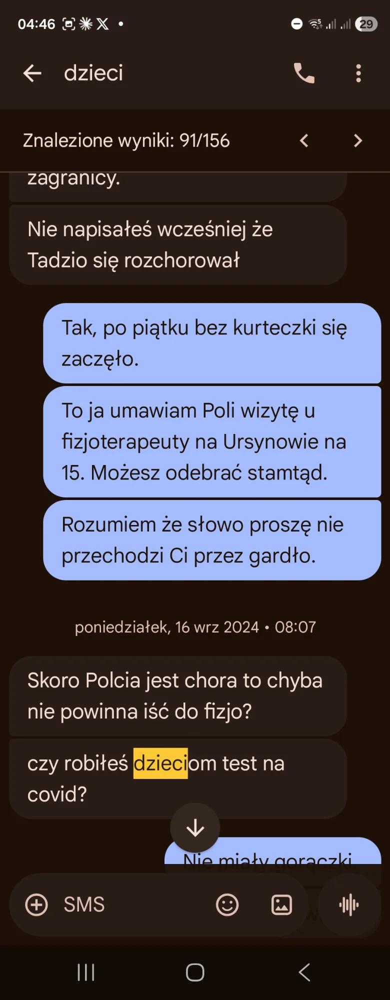 04:46
5
29
dzieci
Znalezione wyniki: 91/156
zagranicy.
Nie napisałeś wcześniej że
Tadzio się rozchorował
Tak, po piątku bez kurteczki się
zaczęło.
To ja umawiam Poli wizytę u
fizjoterapeuty na Ursynowie na
15. Możesz odebrać stamtąd.
Rozumiem że słowo proszę nie
przechodzi Ci przez gardło.
poniedziałek, 16 wrz 2024 • 08:07
Skoro Polcia jest chora to chyba
nie powinna iść do fizjo?
czy robiłeś dzieciom test na
covid?
Nie miały gorączki.
SMS